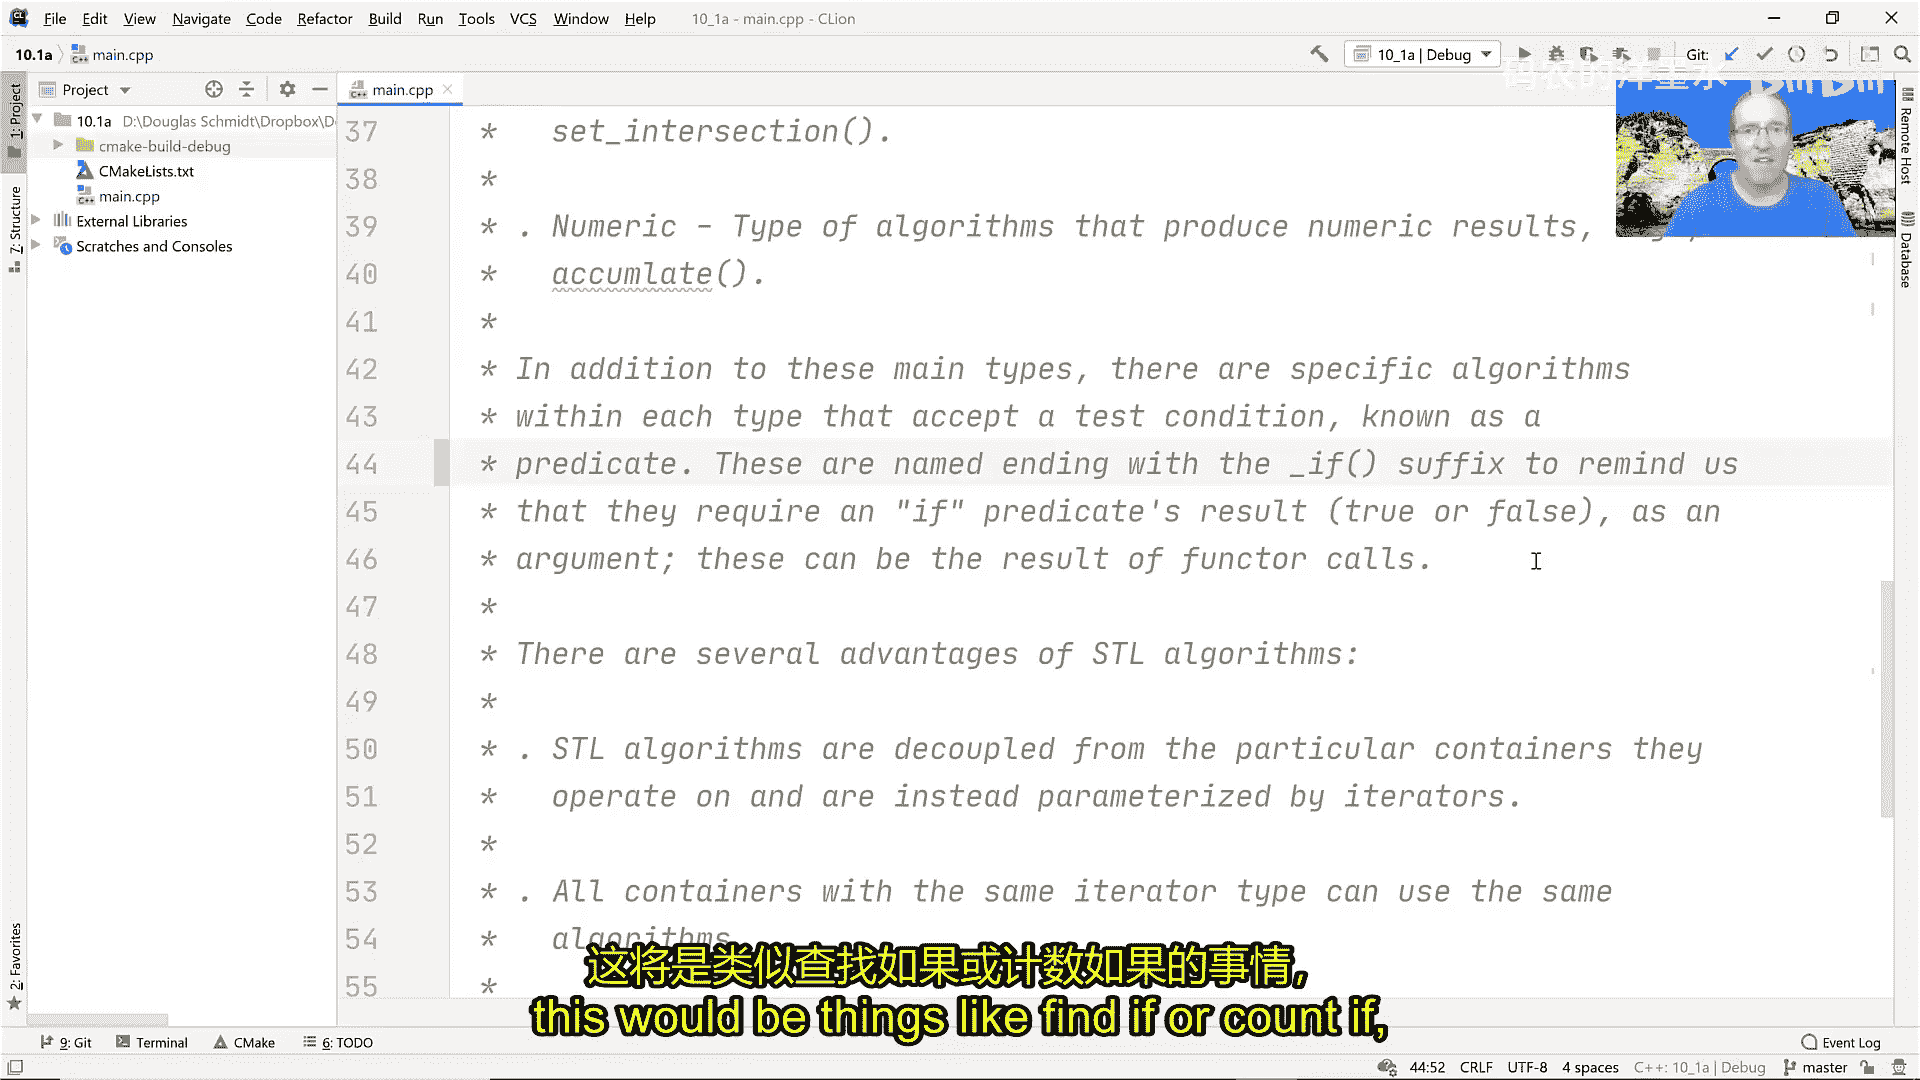 File Edit View Navigate Code Refactor Build Run Tools VCS Window Help 10_1a - main.cpp - CLion
10.1a main.cpp 10_1a | Debug Git:
Project main.cpp
1: Project
7: Structure
2: Favorites
10.1a D:\Douglas Schmidt\Dropbox\D
cmake-build-debug
CMakeLists.txt
main.cpp
External Libraries
Scratches and Consoles
37 * set_intersection().
38 *
39 * . Numeric - Type of algorithms that produce numeric results,
40 * accumlate().
41 *
42 * In addition to these main types, there are specific algorithms
43 * within each type that accept a test condition, known as a
44 * predicate. These are named ending with the _if() suffix to remind us
45 * that they require an "if" predicate's result (true or false), as an
46 * argument; these can be the result of functor calls.
47 *
48 * There are several advantages of STL algorithms:
49 *
50 * . STL algorithms are decoupled from the particular containers they
51 * operate on and are instead parameterized by iterators.
52 *
53 * . All containers with the same iterator type can use the same
54 * algorithms
55 *
Remote Host
Database
这将是类似查找如果或计数如果的事情,
this would be things like find if or count if,
9: Git Terminal CMake 6: TODO Event Log
44:52 CRLF UTF-8 4 spaces C++: 10_1a | Debug master